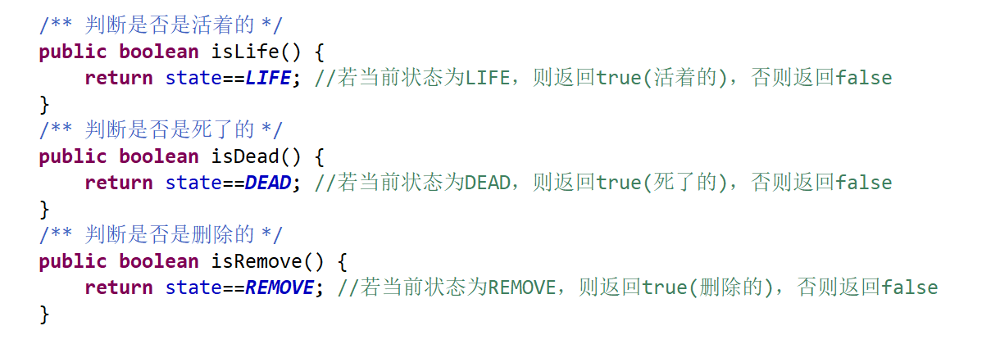 /** 判断是否是活着的 */
public boolean isLife() {
    return state==LIFE; //若当前状态为LIFE，则返回true(活着的)，否则返回false
}
/** 判断是否是死了的 */
public boolean isDead() {
    return state==DEAD; //若当前状态为DEAD，则返回true(死了的)，否则返回false
}
/** 判断是否是删除的 */
public boolean isRemove() {
    return state==REMOVE; //若当前状态为REMOVE，则返回true(删除的)，否则返回false
}